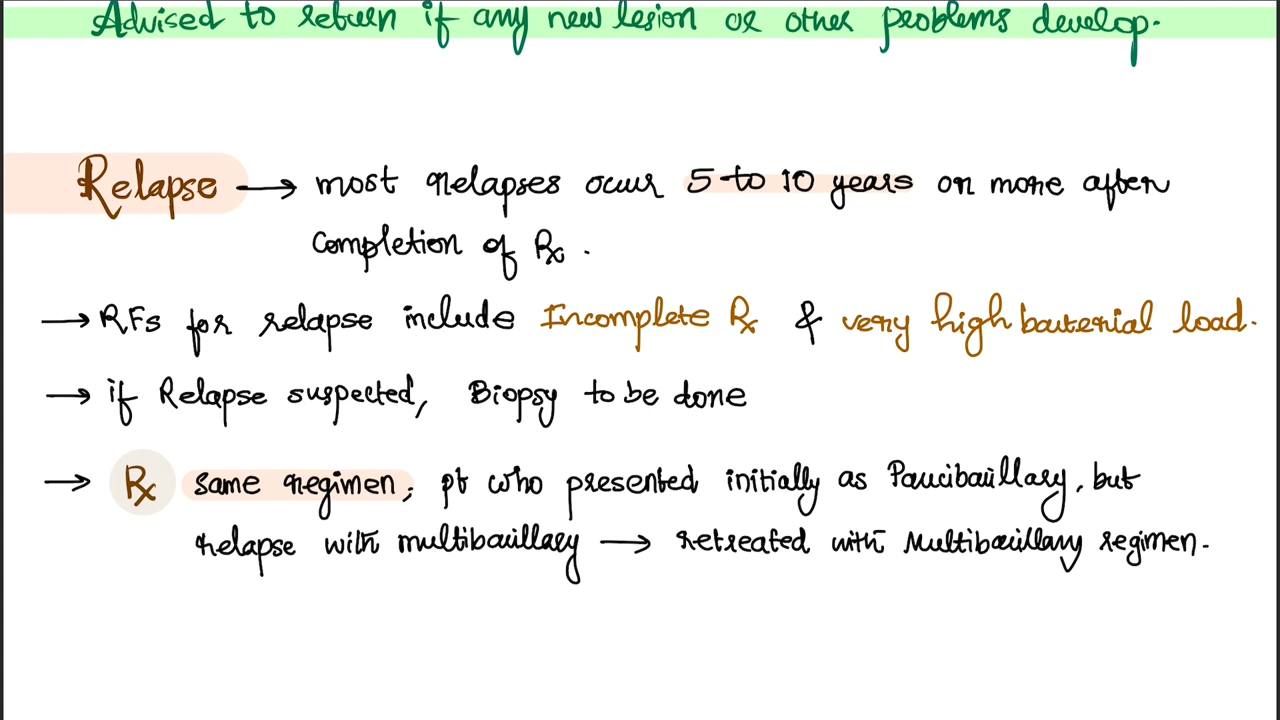 Advised to return if any new lesion or other problems develop.
Relapse → most relapses occur 5 to 10 years or more after
completion of Rx.
→ RFs for relapse include Incomplete Rx & very high bacterial load.
→ if Relapse suspected, Biopsy to be done
→ Rx same regimen, pt who presented initially as Paucibacillary, but
relapse with multibacillary → retreated with Multibacillary regimen.